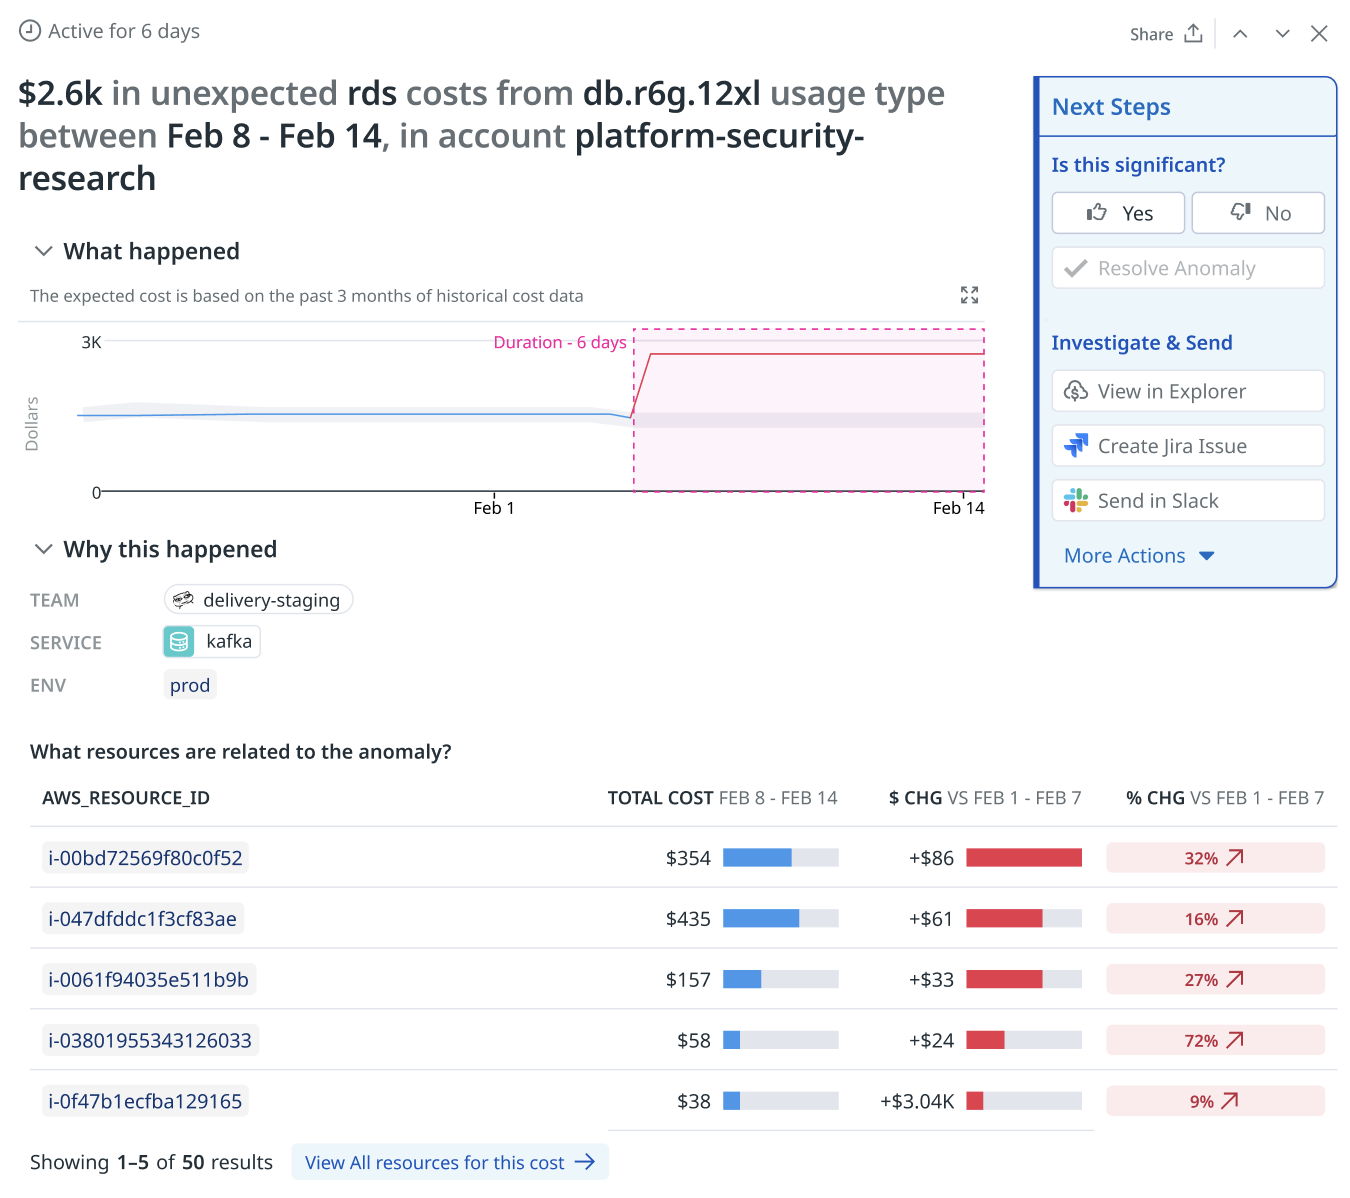 Active for 6 days
Share
$2.6k in unexpected rds costs from db.r6g.12xl usage type
between Feb 8 - Feb 14, in account platform-security-
research
Next Steps
Is this significant?
Yes
No
Resolve Anomaly
Investigate & Send
View in Explorer
Create Jira Issue
Send in Slack
More Actions
What happened
The expected cost is based on the past 3 months of historical cost data
3K
Duration - 6 days
Dollars
0
Feb 1
Feb 14
Why this happened
TEAM delivery-staging
SERVICE kafka
ENV prod
What resources are related to the anomaly?
AWS_RESOURCE_ID TOTAL COST FEB 8 - FEB 14 $ CHG VS FEB 1 - FEB 7 % CHG VS FEB 1 - FEB 7
i-00bd72569f80c0f52 $354 +$86 32%
i-047dfddc1f3cf83ae $435 +$61 16%
i-0061f94035e511b9b $157 +$33 27%
i-03801955343126033 $58 +$24 72%
i-0f47b1ecfba129165 $38 +$3.04K 9%
Showing 1–5 of 50 results View All resources for this cost